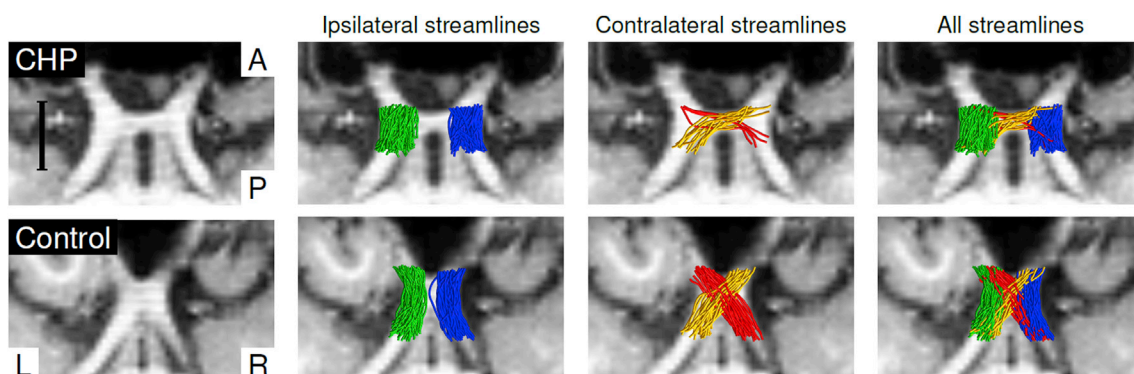 Ipsilateral streamlines
Contralateral streamlines
All streamlines
CHP
A
P
Control
L
R